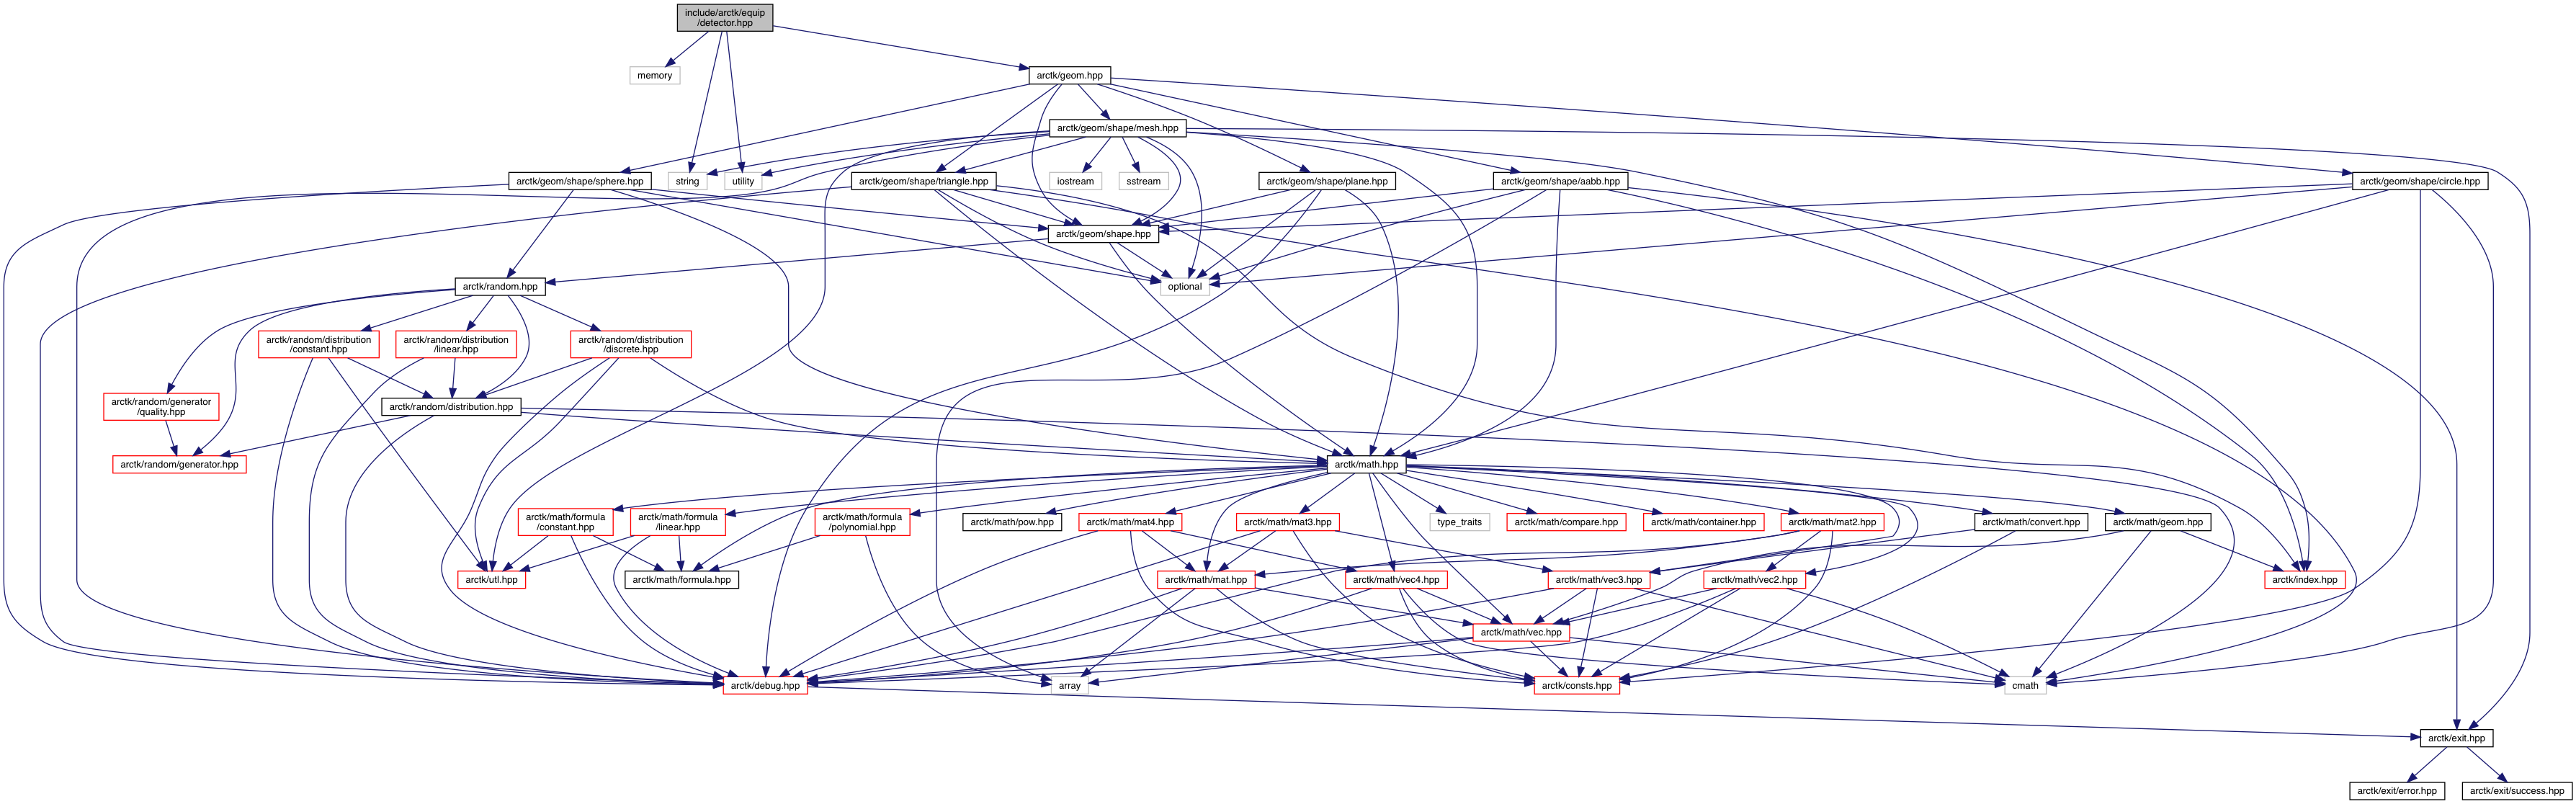 include/arctk/equip
/detector.hpp
memory
arctk/geom.hpp
arctk/geom/shape/mesh.hpp
arctk/geom/shape/sphere.hpp
string
utility
arctk/geom/shape/triangle.hpp
iostream
sstream
arctk/geom/shape/plane.hpp
arctk/geom/shape/aabb.hpp
arctk/geom/shape/circle.hpp
arctk/geom/shape.hpp
arctk/random.hpp
optional
arctk/random/distribution
/constant.hpp
arctk/random/distribution
/linear.hpp
arctk/random/distribution
/discrete.hpp
arctk/random/generator
/quality.hpp
arctk/random/distribution.hpp
arctk/random/generator.hpp
arctk/math.hpp
arctk/math/formula
/constant.hpp
arctk/math/formula
/linear.hpp
arctk/math/formula
/polynomial.hpp
arctk/math/pow.hpp
arctk/math/mat4.hpp
arctk/math/mait3.hpp
type_traits
arctk/math/compare.hpp
arctk/math/container.hpp
arctk/math/mat2.hpp
arctk/math/convert.hpp
arctk/math/geom.hpp
arctk/utl.hpp
arctk/math/formula.hpp
arctk/math/mat.hpp
arctk/math/vec4.hpp
arctk/math/vec3.hpp
arctk/math/vec2.hpp
arctk/index.hpp
arctk/math/vec.hpp
arctk/debug.hpp
array
arctk/consts.hpp
cmath
arctk/exit.hpp
arctk/exit/error.hpp
arctk/exit/success.hpp